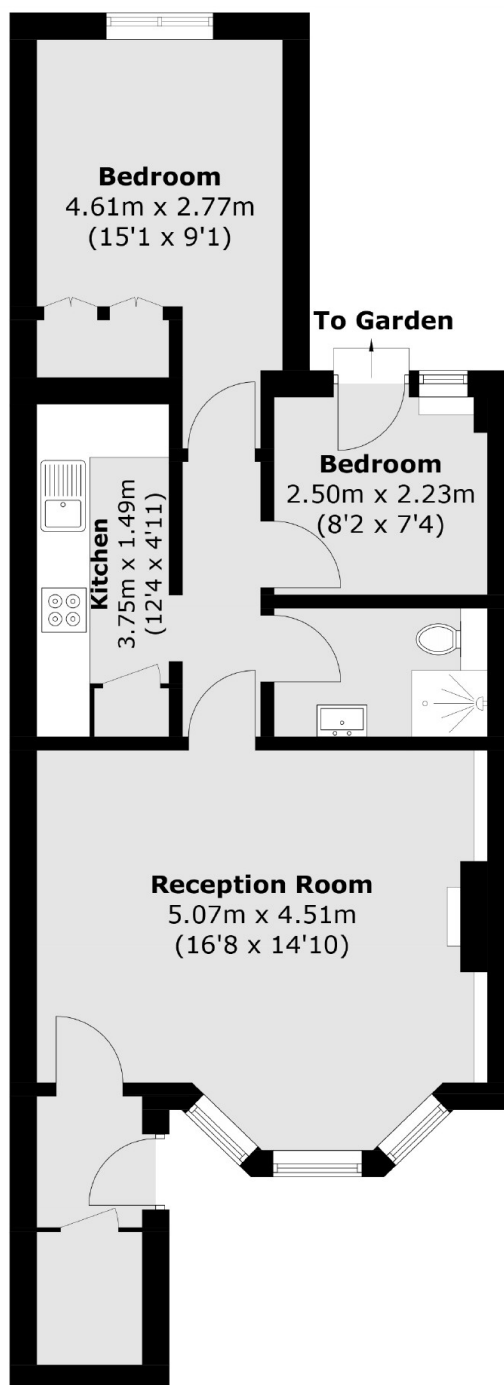 Bedroom
4.61m x 2.77m
(15'1 x 9'1)
To Garden
Bedroom
2.50m x 2.23m
(8'2 x 7'4)
Kitchen
3.75m x 1.49m
(12'4 x 4'11)
Reception Room
5.07m x 4.51m
(16'8 x 14'10)